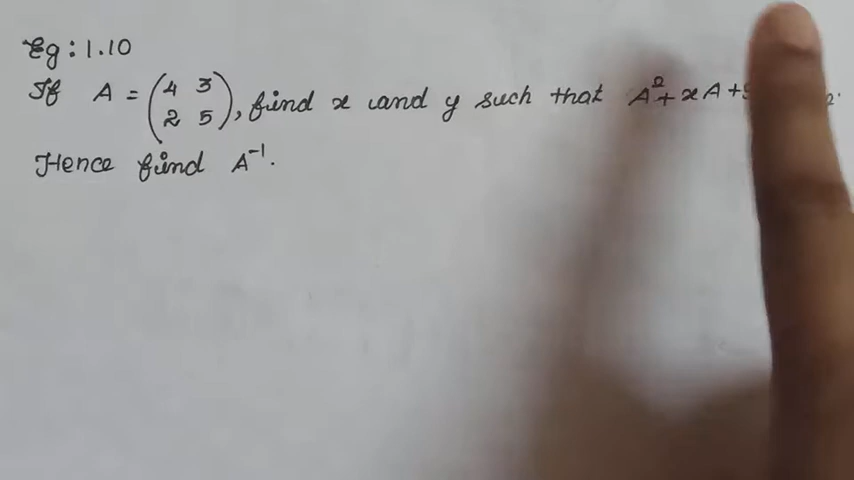 Eg: 1.10
If A = (4 3 2 5), find x and y such that A² + xA +
Hence find A⁻¹.